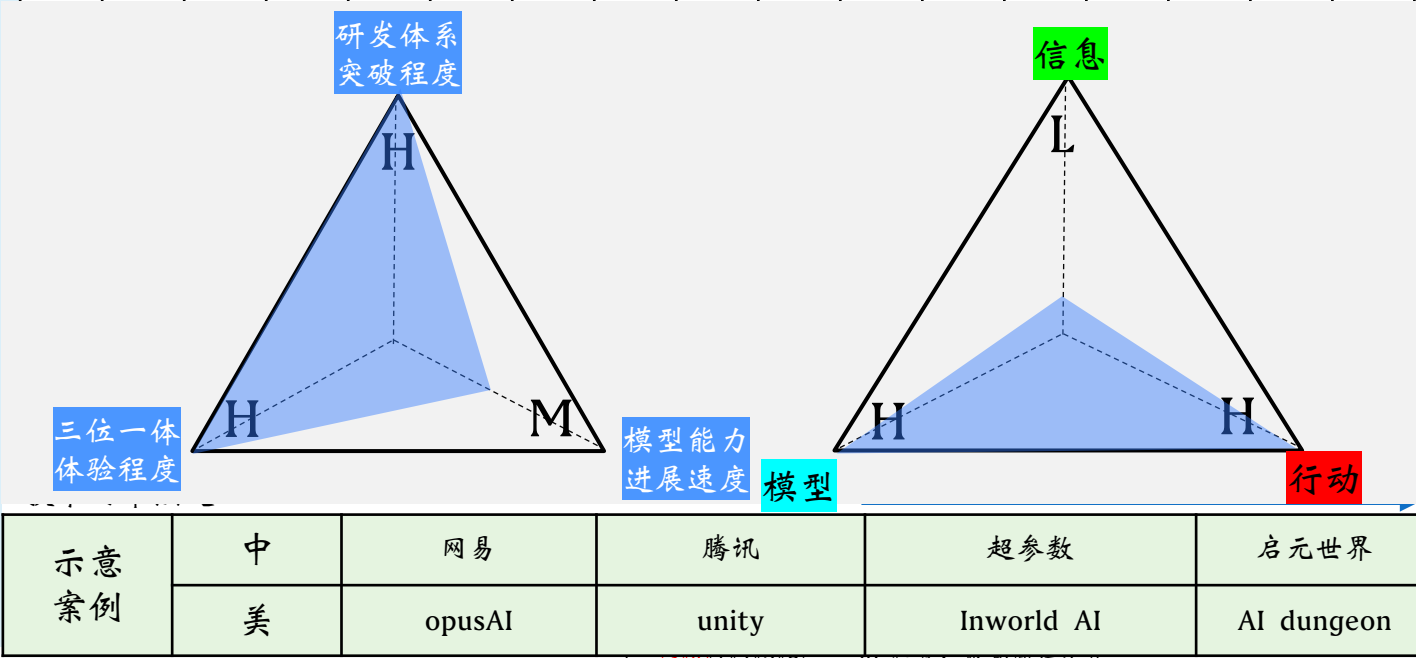 研发体系
突破程度
H
三位一体
体验程度
H
M
模型能力
进展速度
信息
L
H
H
模型
行动
示意
案例
中
网易
腾讯
超参数
启元世界
美
opusAI
unity
Inworld AI
AI dungeon